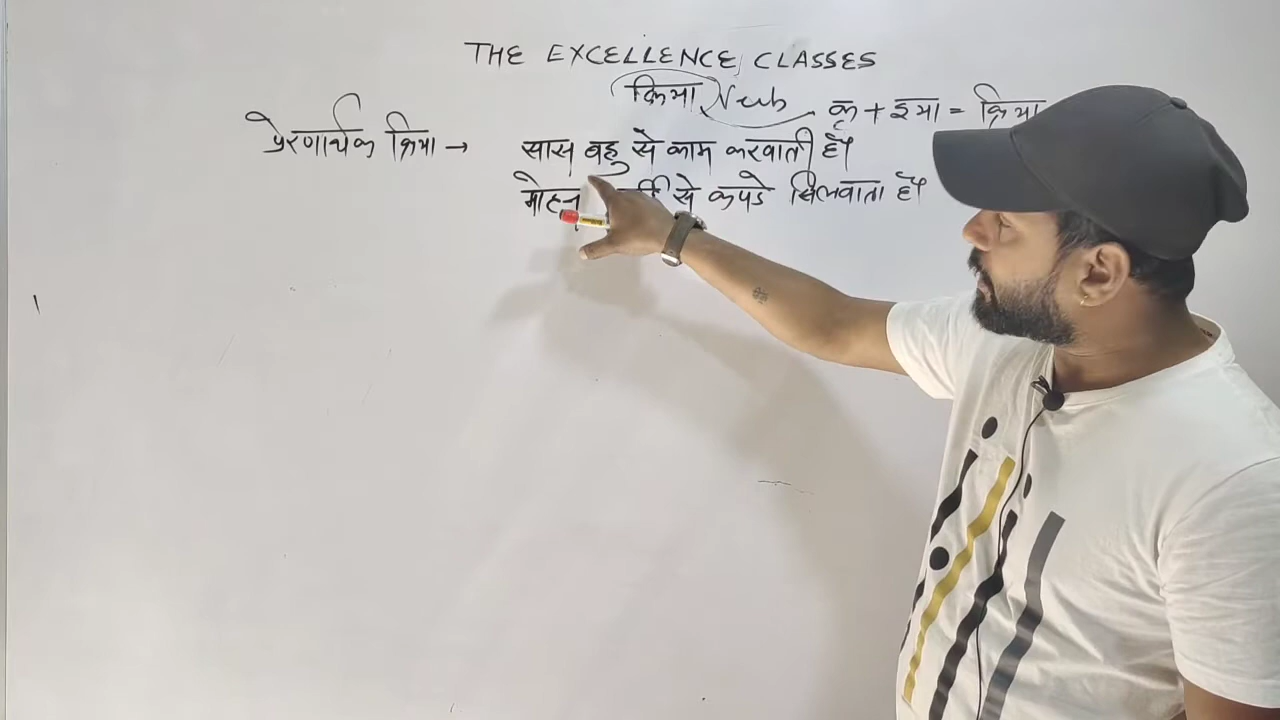 THE EXCELLENCE CLASSES
क्रिया Verb कृ + इया = क्रिया
प्रेरणार्थक क्रिया → सास बहु से काम करवाती है।
मोहन से कपडे सिलवाता है।